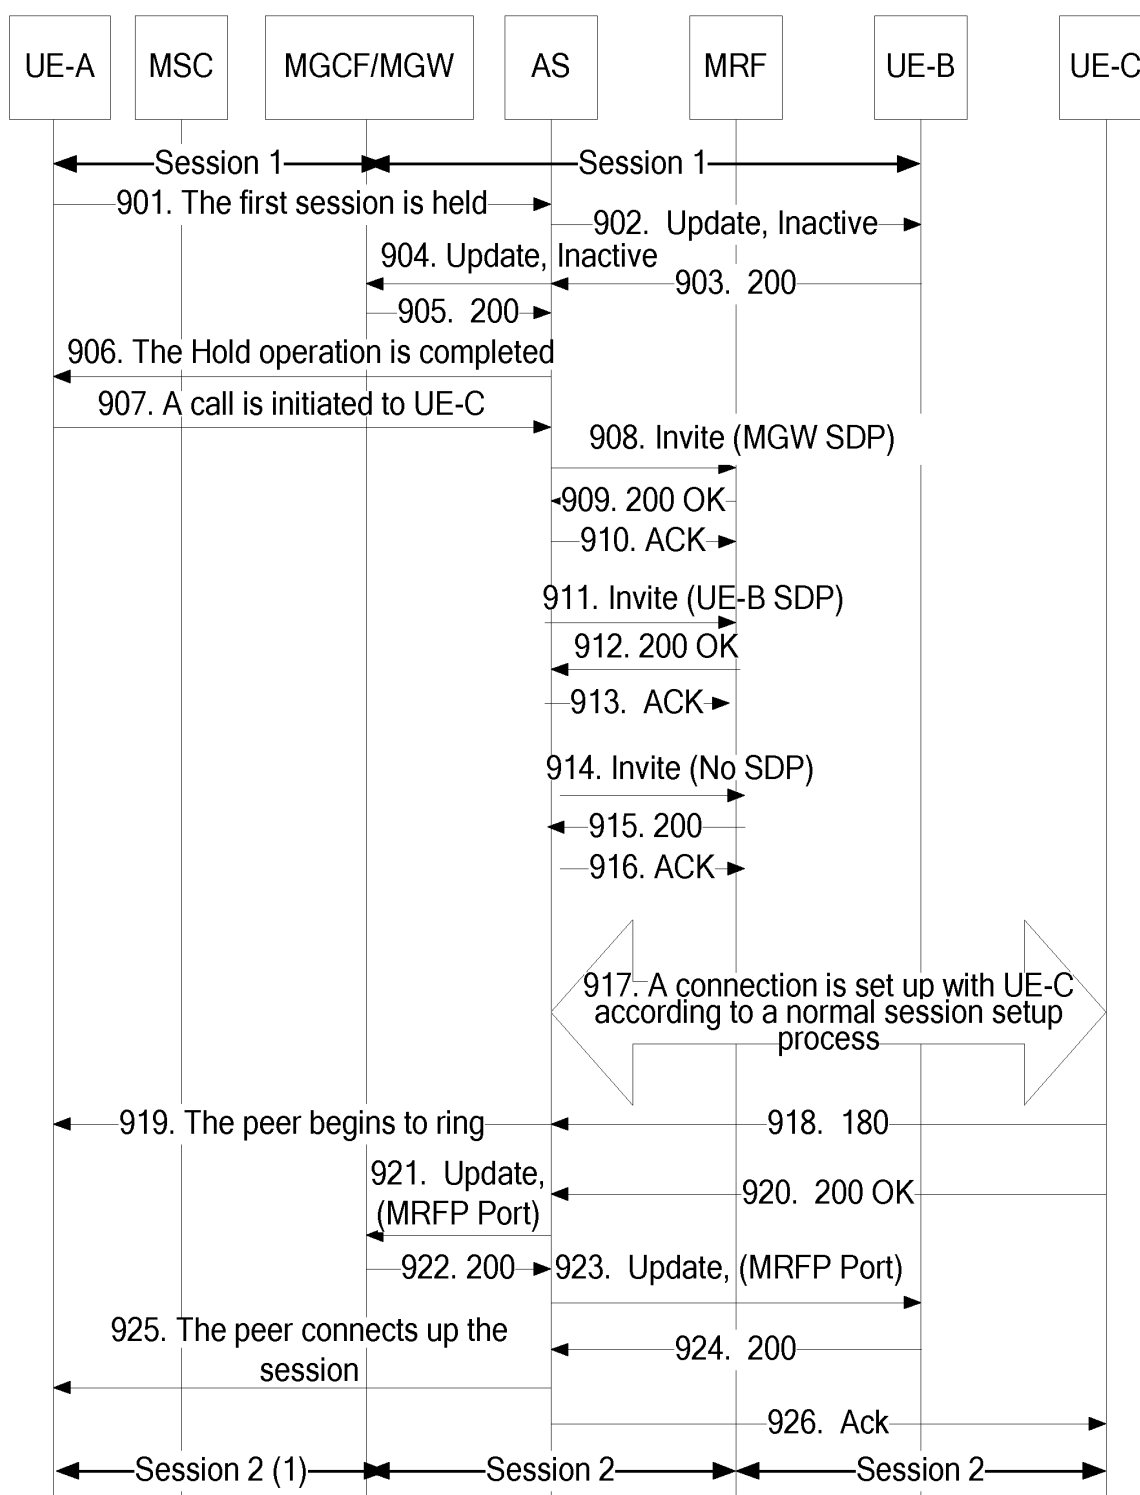 UE-A MSC MGCF/MGW AS MRF UE-B UE-C
Session 1 Session 1
901. The first session is held
902. Update, Inactive
904. Update, Inactive
903. 200
905. 200
906. The Hold operation is completed
907. A call is initiated to UE-C
908. Invite (MGW SDP)
909. 200 OK
910. ACK
911. Invite (UE-B SDP)
912. 200 OK
913. ACK
914. Invite (No SDP)
915. 200
916. ACK
917. A connection is set up with UE-C
according to a normal session setup
process
919. The peer begins to ring
918. 180
921. Update,
(MRFP Port)
920. 200 OK
922. 200
923. Update, (MRFP Port)
925. The peer connects up the
session
924. 200
926. Ack
Session 2 (1) Session 2 Session 2